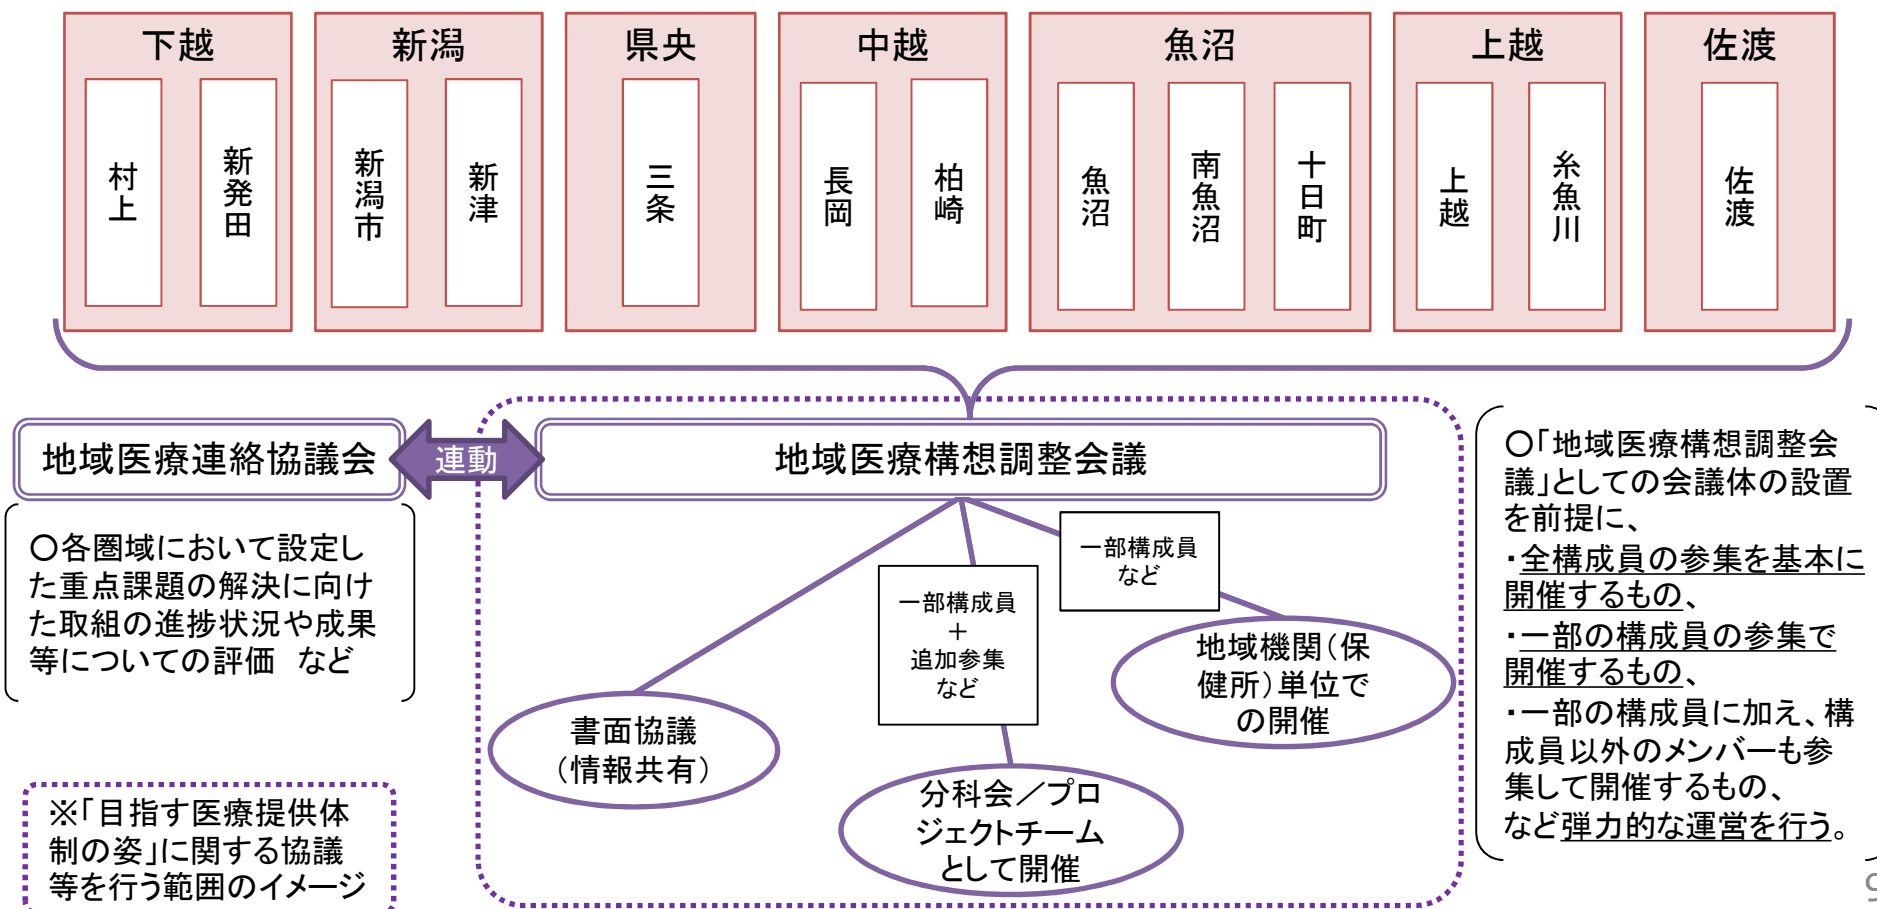 下越
新潟
県央
中越
魚沼
上越
佐渡
村上
新発田
新潟市
新津
三条
長岡
柏崎
魚沼
南魚沼
十日町
上越
糸魚川
佐渡
地域医療連絡協議会
連動
地域医療構想調整会議
〇各圏域において設定し
た重点課題の解決に向け
た取組の進捗状況や成果
等についての評価　など
※「目指す医療提供体
制の姿」に関する協議
等を行う範囲のイメージ
一部構成員
など
一部構成員
＋
追加参集
など
書面協議
（情報共有）
分科会／プロ
ジェクトチーム
として開催
地域機関（保
健所）単位で
の開催
〇「地域医療構想調整会
議」としての会議体の設置
を前提に、
・全構成員の参集を基本に
開催するもの、
・一部の構成員の参集で
開催するもの、
・一部の構成員に加え、構
成員以外のメンバーも参
集して開催するもの、
など弾力的な運営を行う。
9